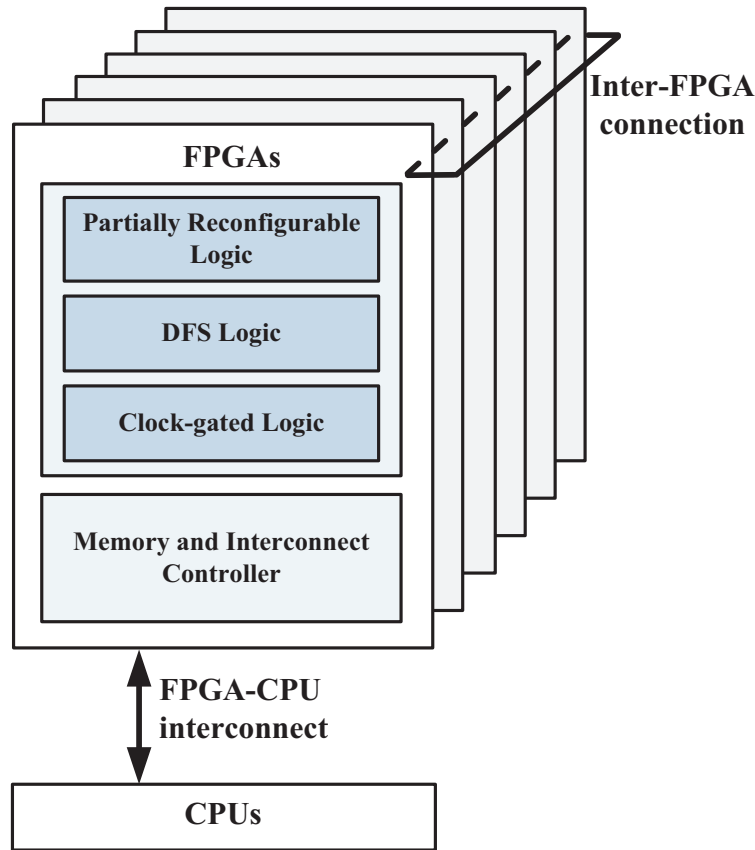 Inter-FPGA
connection
FPGAs
Partially Reconfigurable
Logic
DFS Logic
Clock-gated Logic
Memory and Interconnect
Controller
FPGA-CPU
interconnect
CPUs